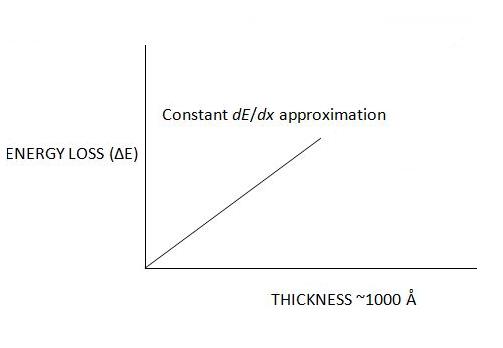 Constant dE/dx approximation
ENERGY LOSS (ΔE)
THICKNESS ~1000 Å